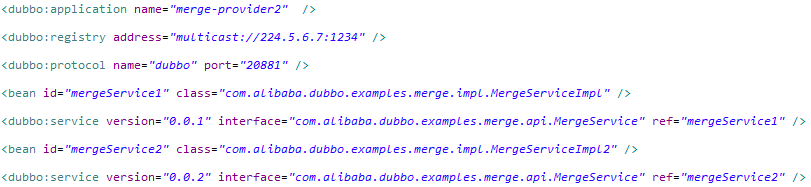 <dubbo:application name="merge-provider2"  />
<dubbo:registry address="multicast://224.5.6.7:1234" />
<dubbo:protocol name="dubbo" port="20881" />
<bean id="mergeService1" class="com.alibaba.dubbo.examples.merge.impl.MergeServiceImpl" />
<dubbo:service version="0.0.1" interface="com.alibaba.dubbo.examples.merge.api.MergeService" ref="mergeService1" />
<bean id="mergeService2" class="com.alibaba.dubbo.examples.merge.impl.MergeServiceImpl2" />
<dubbo:service version="0.0.2" interface="com.alibaba.dubbo.examples.merge.api.MergeService" ref="mergeService2" />